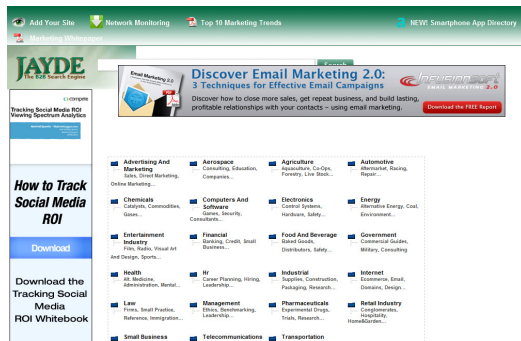 Add Your Site
Network Monitoring
Top 10 Marketing Trends
NEW! Smartphone App Directory
Marketing Whitepaper
JAYDE
The B2B Search Engine
Search
Email Marketing 2.0
Discover Email Marketing 2.0:
3 Techniques for Effective Email Campaigns
Discover how to close more sales, get repeat business, and build lasting,
profitable relationships with your contacts – using email marketing.
INFUSIONSOFT
EMAIL MARKETING 2.0
Download the FREE Report
compete
Tracking Social Media ROI
Viewing Spectrum Analytics
How to Track
Social Media
ROI
Download
Download the
Tracking Social
Media
ROI Whitebook
Advertising And
Marketing
Sales, Direct Marketing,
Online Marketing...
Aerospace
Consulting, Education,
Companies...
Agriculture
Aquaculture, Co-Ops,
Forestry, Live Stock...
Automotive
Aftermarket, Racing,
Repair...
Chemicals
Catalysts, Commodities,
Gases...
Computers And
Software
Games, Security,
Consultants...
Electronics
Control Systems,
Hardware, Safety...
Energy
Alternative Energy, Coal,
Environment...
Entertainment
Industry
Film, Radio, Visual Art
And Design, Sports...
Financial
Banking, Credit, Small
Business...
Food And Beverage
Baked Goods,
Distributors, Safety...
Government
Commercial Guides,
Military, Consulting
Health
Alt. Medicine,
Administration, Mental...
Hr
Career Planning, Hiring,
Leadership...
Industrial
Supplies, Construction,
Packaging, Research...
Internet
Ecommerce, Email,
Domains, Design...
Law
Firms, Small Practice,
Reference, Immigration...
Management
Ethics, Benchmarking,
Leadership...
Pharmaceuticals
Experimental Drugs,
Trials, Research...
Retail Industry
Conglomerates,
Hospitality,
Home&Garden...
Small Business
Telecommunications
Transportation